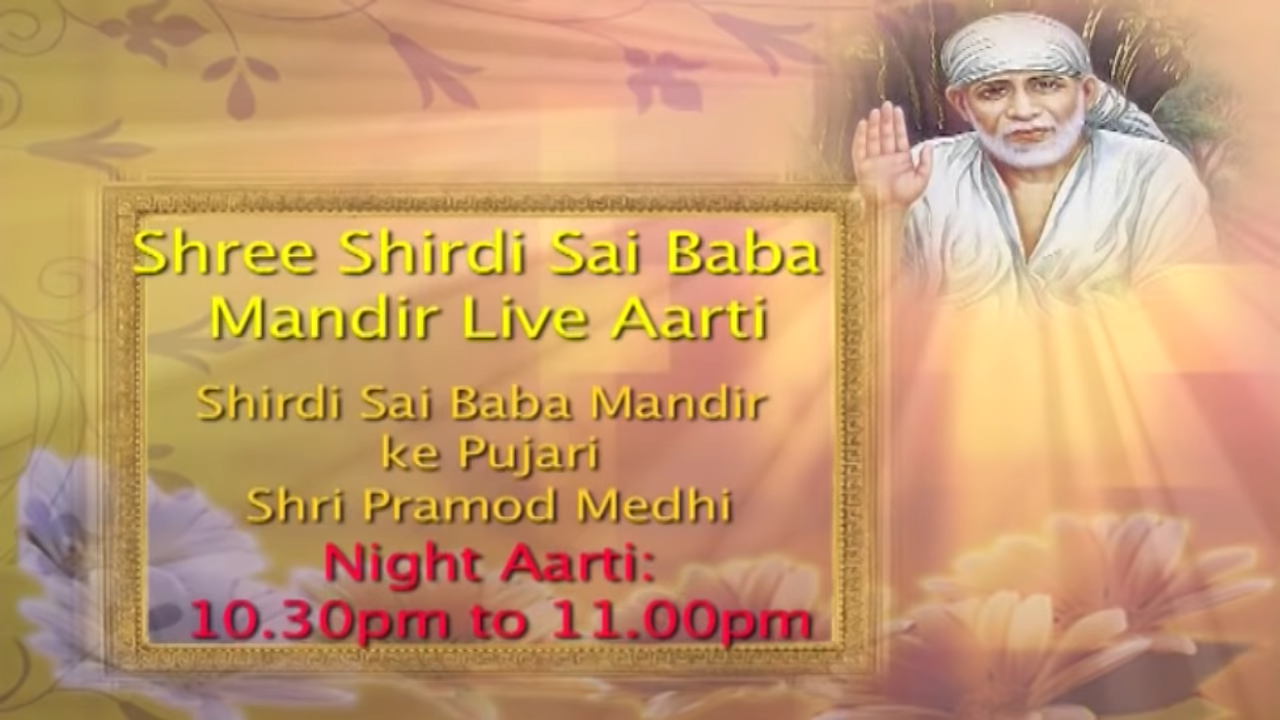 Shree Shirdi Sai Baba
Mandir Live Aarti
Shirdi Sai Baba Mandir
ke Pujari
Shri Pramod Medhi
Night Aarti:
10.30pm to 11.00pm